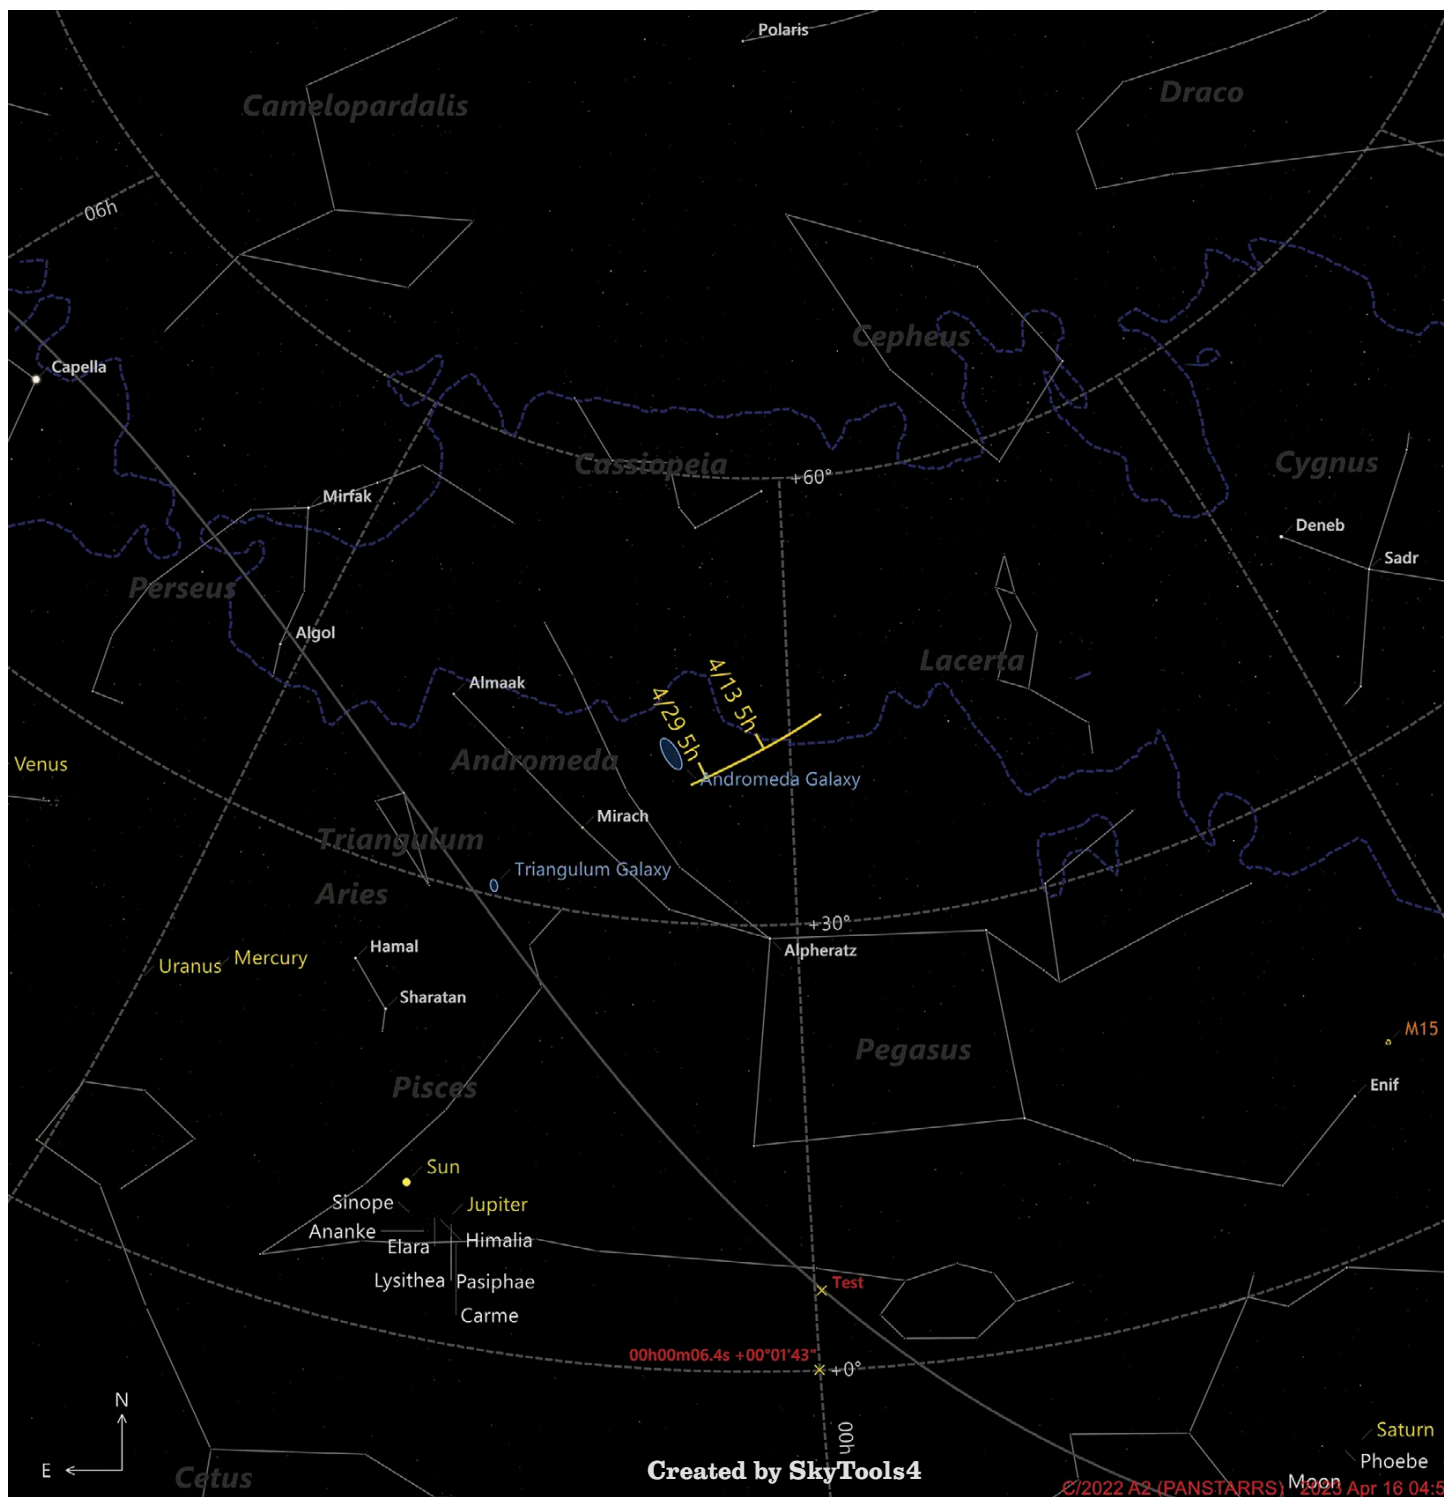 Polaris
Camelopardalis
Draco
06h
Cepheus
Capella
Cassiopeia
+60°
Cygnus
Mirfak
Deneb
Sadr
Perseus
Algol
Lacerta
Almaak
4/13 5h
4/29 5h
Andromeda
Venus
Andromeda Galaxy
Mirach
Triangulum
Triangulum Galaxy
Aries
+30°
Hamal
Alpheratz
Uranus
Mercury
Sharatan
M15
Pegasus
Enif
Pisces
Sun
Sinope
Jupiter
Ananke
Elara
Himalia
Lysithea
Pasiphae
Test
Carme
00h00m06.4s +00°01'43"
+0°
N
00h
Saturn
E
Phoebe
Cetus
Created by SkyTools4
Moon
C/2022 A2 (PANSTARRS) 2023 Apr 16 04:5